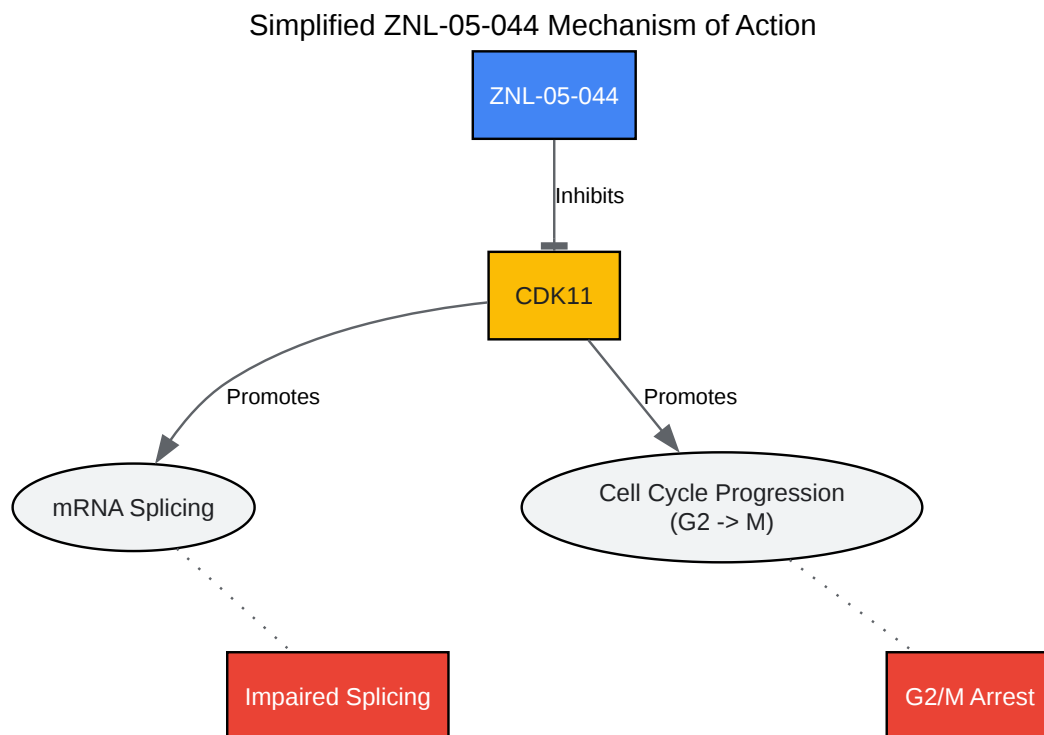 Simplified ZNL-05-044 Mechanism of Action
ZNL-05-044
Inhibits
CDK11
Promotes
Promotes
mRNA Splicing
Cell Cycle Progression
(G2 -> M)
Impaired Splicing
G2/M Arrest